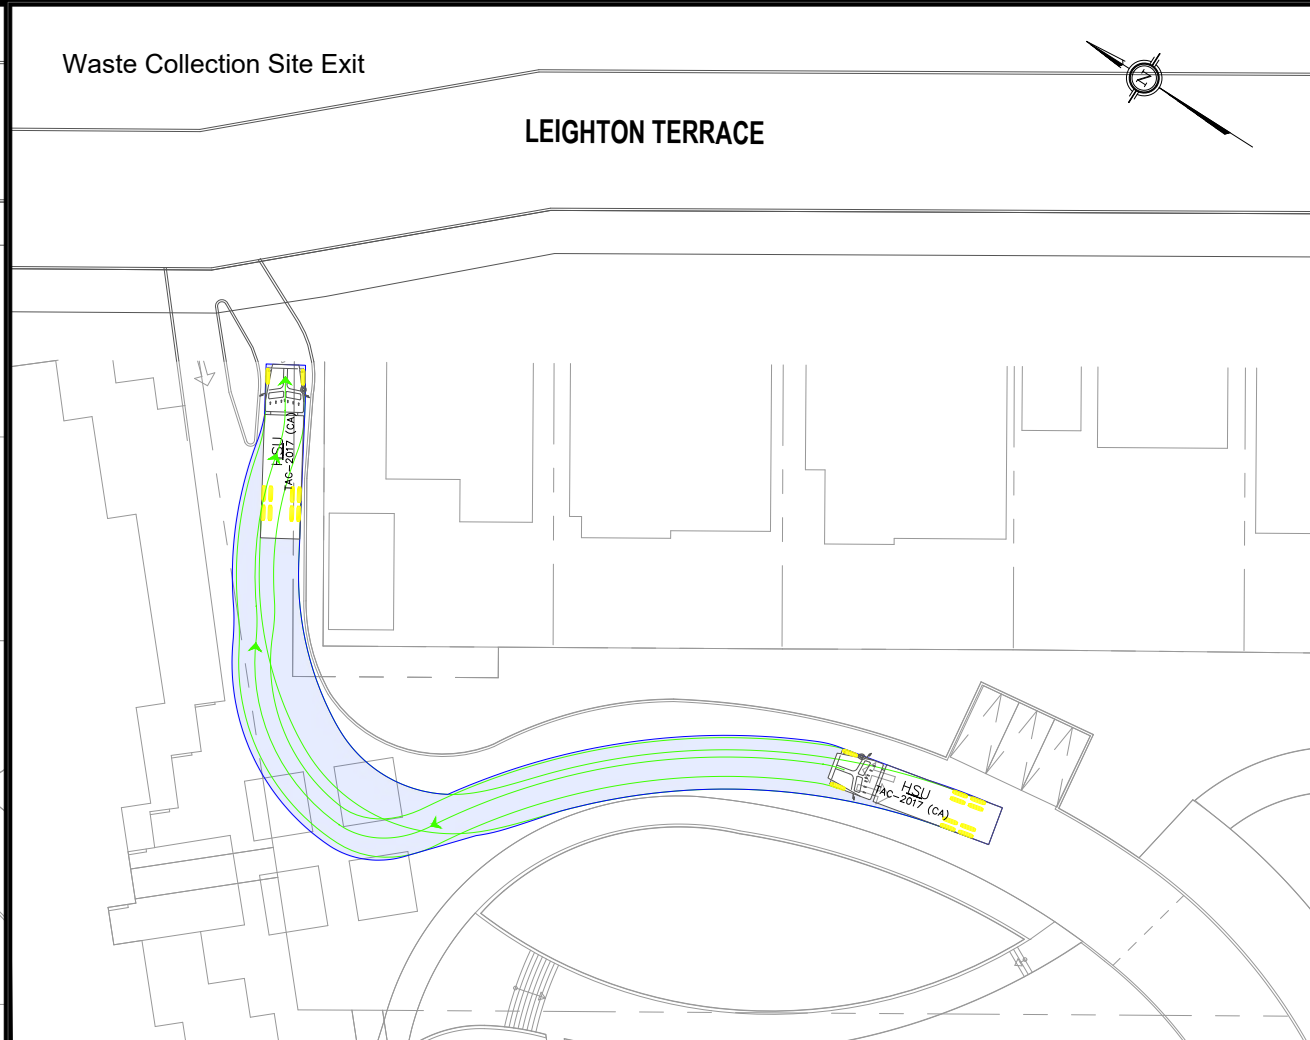 Waste Collection Site Exit
N
LEIGHTON TERRACE
HSU
TAC-2017 (CA)
HSU
TAC-2017 (CA)